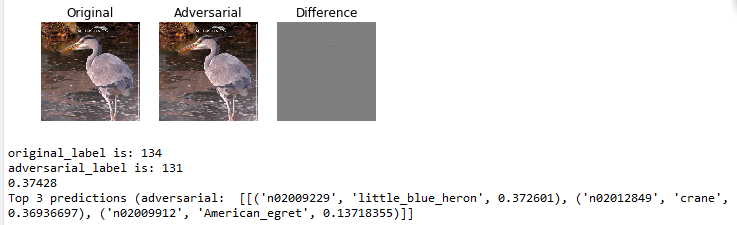 Original Adversarial Difference
original_label is: 134
adversarial_label is: 131
0.37428
Top 3 predictions (adversarial:  [[('n02009229', 'little_blue_heron', 0.372601), ('n02012849', 'crane',
0.36936697), ('n02009912', 'American_egret', 0.13718355)]]